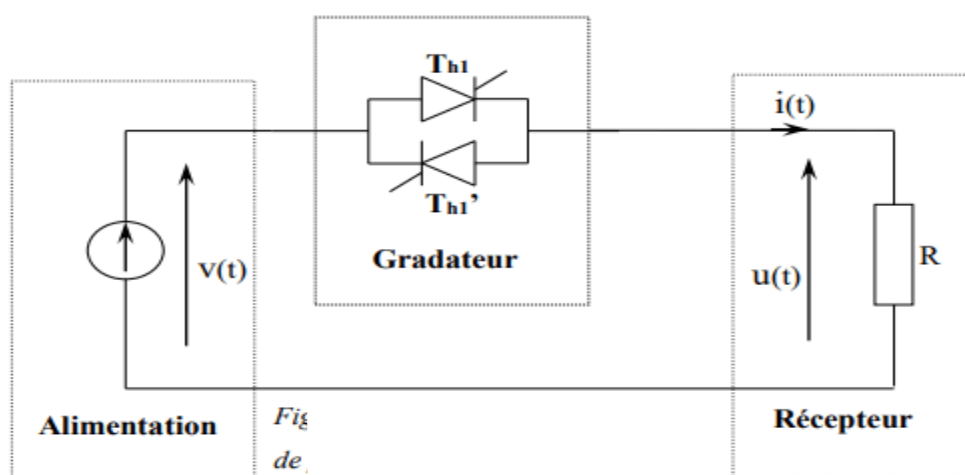 Th1
i(t)
Th1’
Gradateur
v(t)
u(t)
R
Alimentation
Récepteur
Fig
de